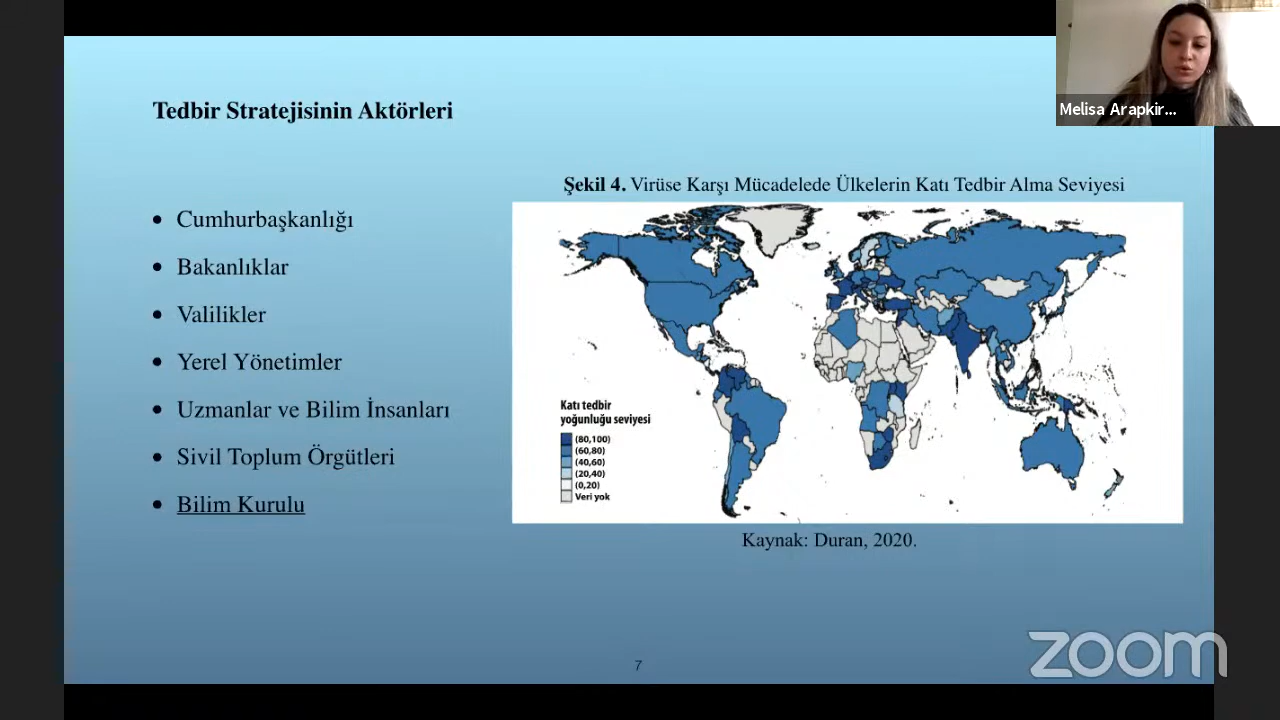 Melisa Arapkir...
Tedbir Stratejisinin Aktörleri
• Cumhurbaşkanlığı
• Bakanlıklar
• Valilikler
• Yerel Yönetimler
• Uzmanlar ve Bilim İnsanları
• Sivil Toplum Örgütleri
• Bilim Kurulu
Şekil 4. Virüse Karşı Mücadelede Ülkelerin Katı Tedbir Alma Seviyesi
Katı tedbir
yoğunluğu seviyesi
(80,100)
(60,80)
(40,60)
(20,40)
(0,20)
Veri yok
Kaynak: Duran, 2020.
7
zoom